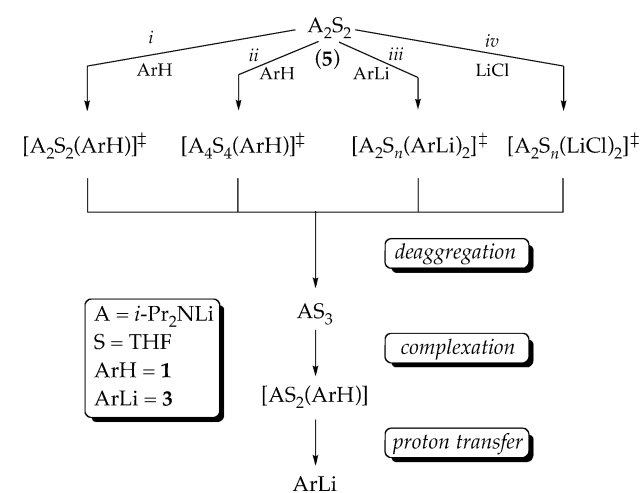 A₂S₂
(5)
i
ArH
ii
ArH
iii
ArLi
iv
LiCl
[A₂S₂(ArH)]‡
[A₄S₄(ArH)]‡
[A₂Sₙ(ArLi)₂]‡
[A₂Sₙ(LiCl)₂]‡
deaggregation
AS₃
A = i-Pr₂NLi
S = THF
ArH = 1
ArLi = 3
complexation
[AS₂(ArH)]
proton transfer
ArLi